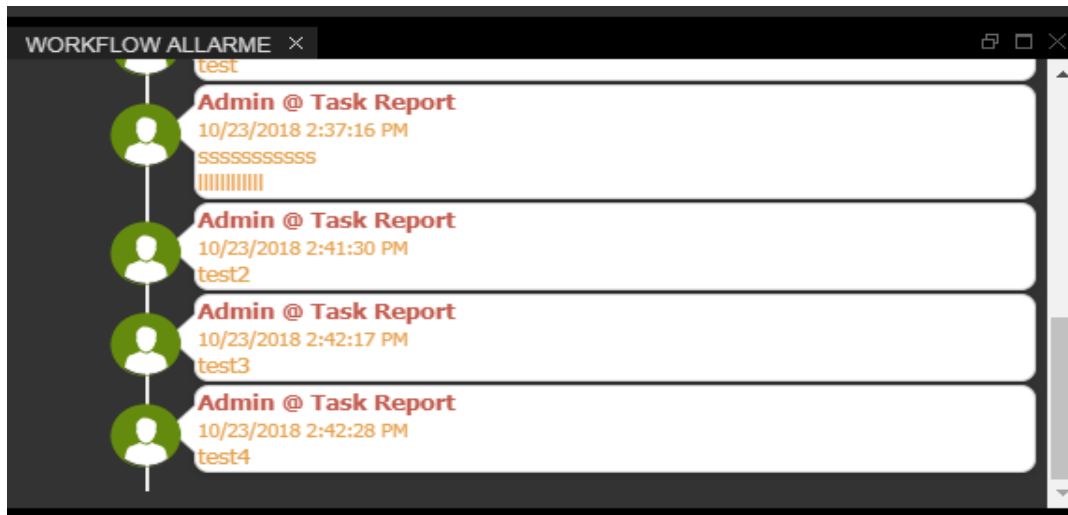 WORKFLOW ALLARME
test
Admin @ Task Report
10/23/2018 2:37:16 PM
sssssssssss
llllllllllll
Admin @ Task Report
10/23/2018 2:41:30 PM
test2
Admin @ Task Report
10/23/2018 2:42:17 PM
test3
Admin @ Task Report
10/23/2018 2:42:28 PM
test4